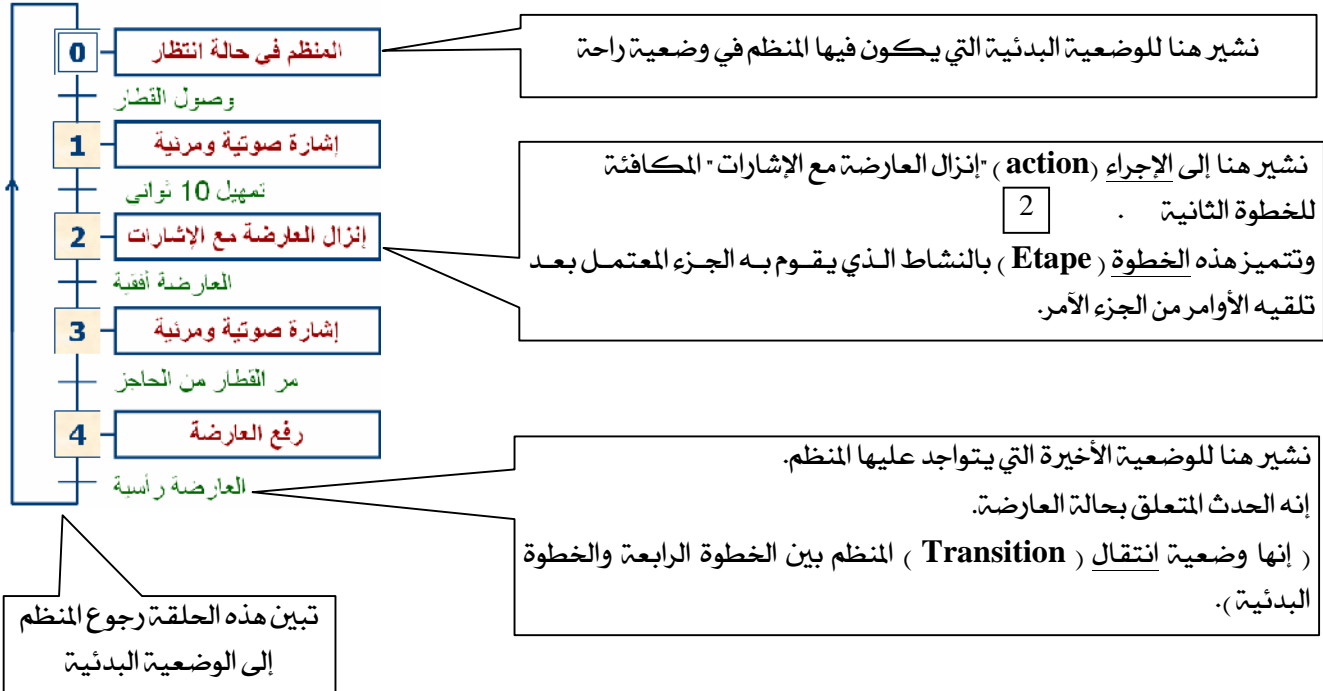 0 المنظم في حالة انتظار
وصول القطار
1 إشارة صوتية ومرئية
تمهيل 10 ثواني
2 إنزال العارضة مع الإشارات
العارضة أفقية
3 إشارة صوتية ومرئية
مر القطار من الحاجز
4 رفع العارضة
العارضة رأسية
نشير هنا للوضعية البدئية التي يكون فيها المنظم في وضعية راحة
نشير هنا إلى الإجراء (action) "إنزال العارضة مع الإشارات" المكافئة
للخطوة الثانية 2 .
وتتميز هذه الخطوة (Etape) بالنشاط الذي يقوم به الجزء المعتمل بعد
تلقيه الأوامر من الجزء الآمر.
نشير هنا للوضعية الأخيرة التي يتواجد عليها المنظم.
إنه الحدث المتعلق بحالة العارضة.
( إنها وضعية انتقال (Transition) المنظم بين الخطوة الرابعة والخطوة
البدئية).
تبين هذه الحلقة رجوع المنظم
إلى الوضعية البدئية